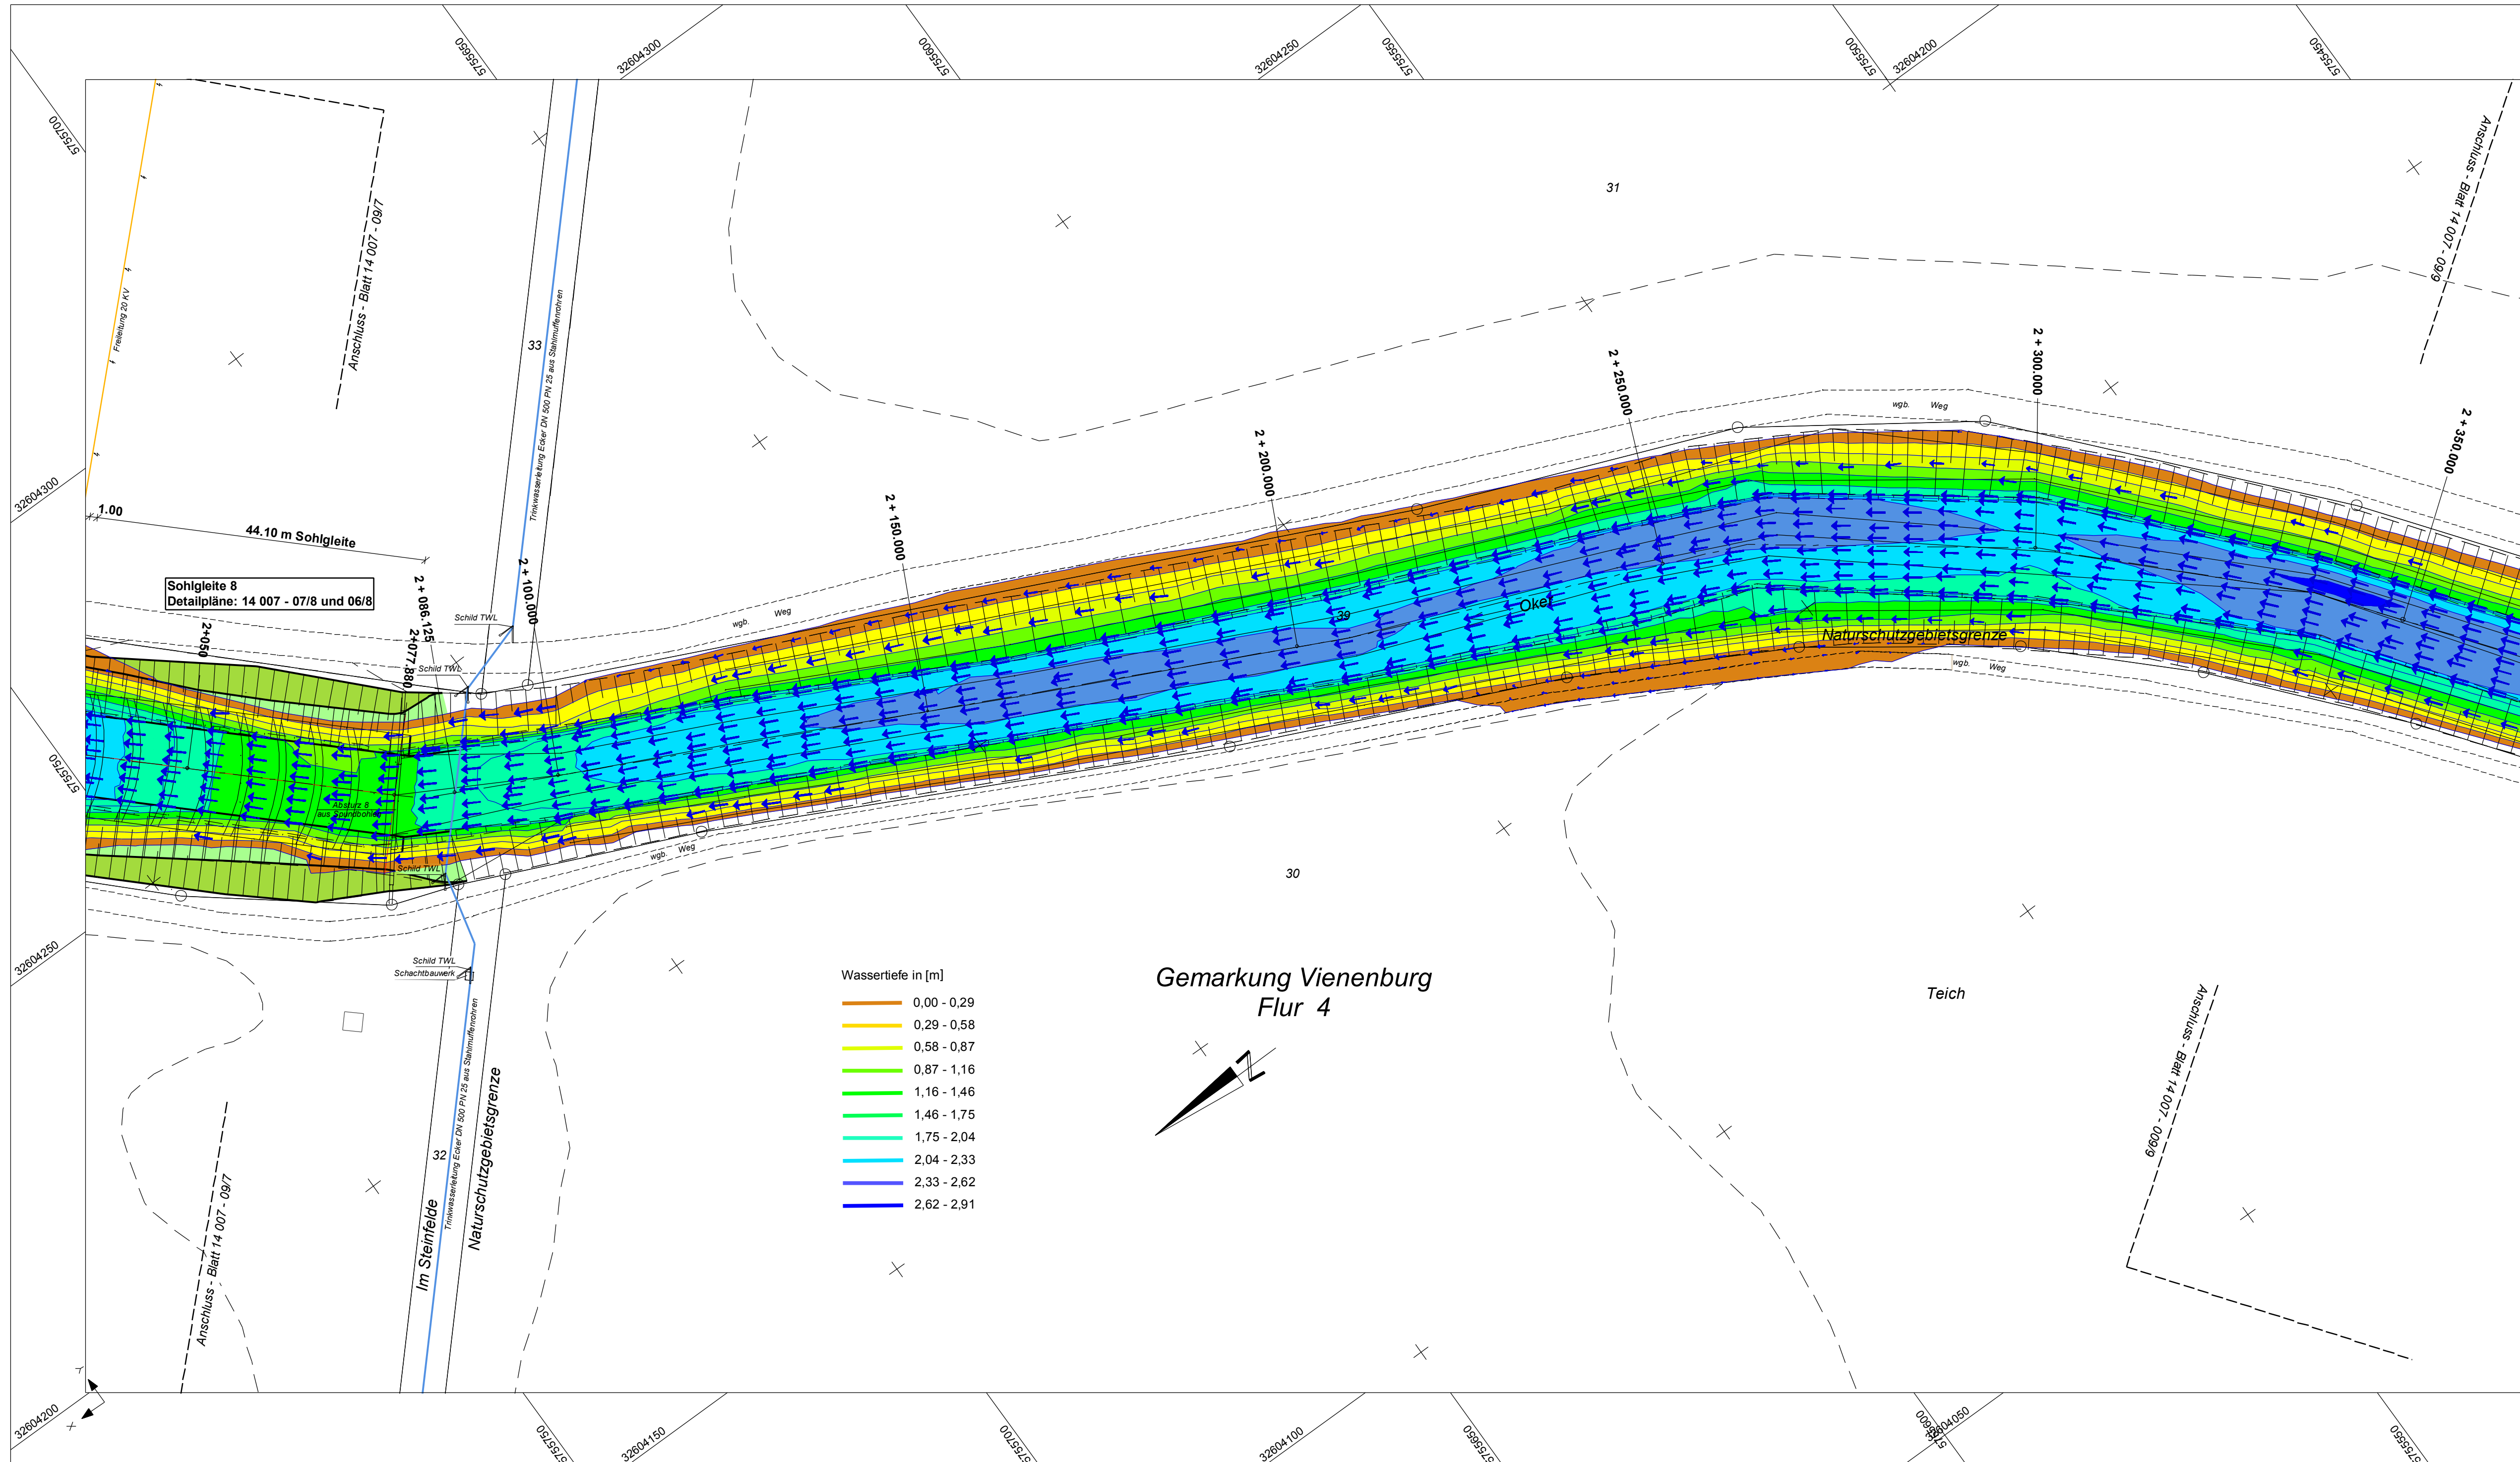 5755650
32604300
5755600
32604250
5755550
5755500
32604200
5755450
5755700
Anschluss - Blatt 14 007 - 09/7
Freileitung 20 KV
33
Trinkwasserleitung Ecker DN 500 PN 25 aus Stahlmuffenrohren
31
Anschluss - Blatt 14 007 - 09/9
32604300
1.00
44.10 m Sohlgleite
Sohlgleite 8
Detailpläne: 14 007 - 07/8 und 06/8
2+050
2+077.880
2 + 086.125
2 + 100.000
2 + 150.000
2 + 200.000
2 + 250.000
2 + 300.000
2 + 350.000
wgb. Weg
Schild TWL
Schild TWL
wgb. Weg
39
Oker
Naturschutzgebietsgrenze
wgb. Weg
5755750
Absturz 8
aus Spundbohlen
Schild TWL
wgb. Weg
30
32604250
Schild TWL
Schachtbauwerk
Wassertiefe in [m]
0,00 - 0,29
0,29 - 0,58
0,58 - 0,87
0,87 - 1,16
1,16 - 1,46
1,46 - 1,75
1,75 - 2,04
2,04 - 2,33
2,33 - 2,62
2,62 - 2,91
Gemarkung Vienenburg
Flur 4
N
Teich
Anschluss - Blatt 14 007 - 009/9
Anschluss - Blatt 14 007 - 09/7
32
Im Steinfelde
Trinkwasserleitung Ecker DN 500 PN 25 aus Stahlmuffenrohren
Naturschutzgebietsgrenze
Y
X
32604200
5755750
32604150
5755700
32604100
5755650
5755600
32604050
5755550